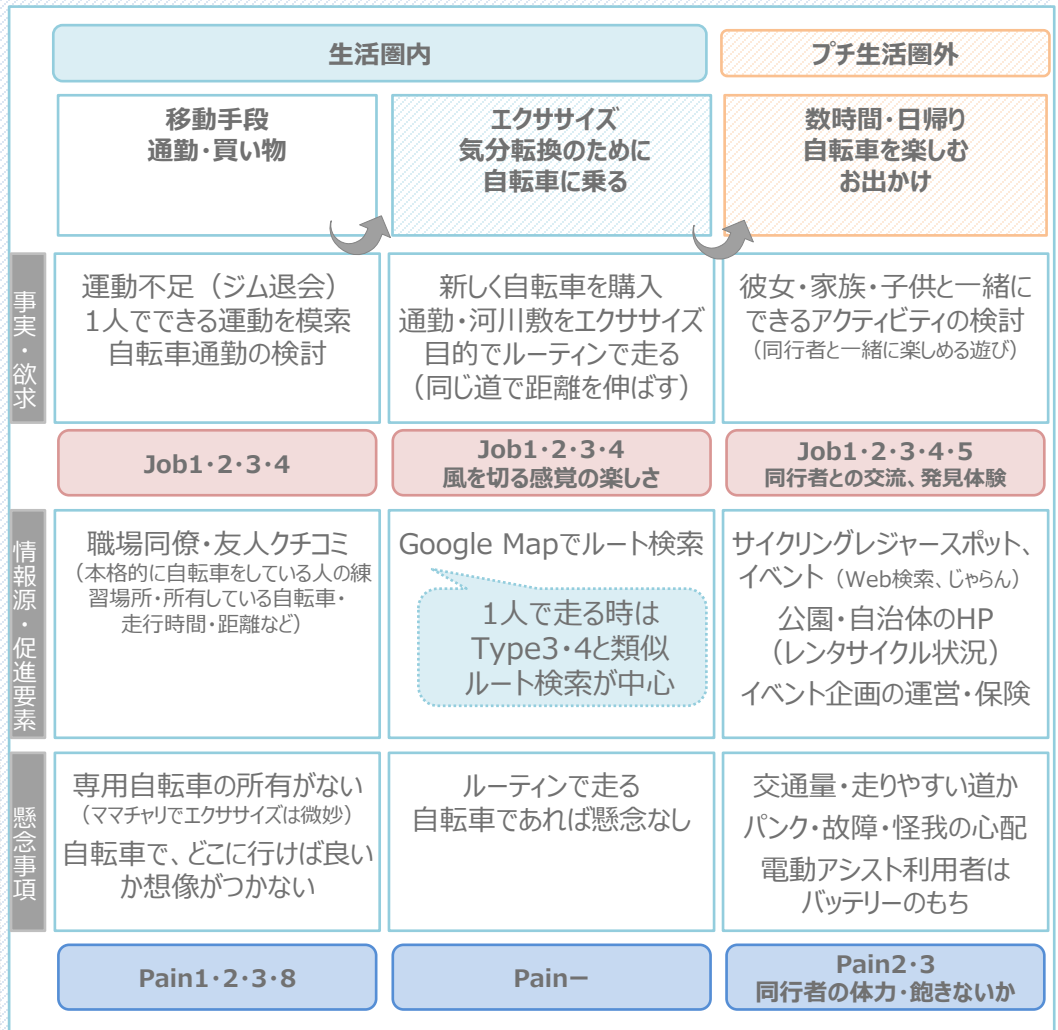 生活圏内
プチ生活圏外
移動手段
通勤・買い物
エクササイズ
気分転換のために
自転車に乗る
数時間・日帰り
自転車を楽しむ
お出かけ
事実・欲求
運動不足（ジム退会）
1人でできる運動を模索
自転車通勤の検討
新しく自転車を購入
通勤・河川敷をエクササイズ
目的でルーティンで走る
（同じ道で距離を伸ばす）
彼女・家族・子供と一緒に
できるアクティビティの検討
（同行者と一緒に楽しめる遊び）
Job1・2・3・4
Job1・2・3・4
風を切る感覚の楽しさ
Job1・2・3・4・5
同行者との交流、発見体験
情報源・促進要素
職場同僚・友人クチコミ
（本格的に自転車をしている人の練
習場所・所有している自転車・
走行時間・距離など）
Google Mapでルート検索
1人で走る時は
Type3・4と類似
ルート検索が中心
サイクリングレジャースポット、
イベント（Web検索、じゃらん）
公園・自治体のHP
（レンタサイクル状況）
イベント企画の運営・保険
懸念事項
専用自転車の所有がない
（ママチャリでエクササイズは微妙）
自転車で、どこに行けば良い
か想像がつかない
ルーティンで走る
自転車であれば懸念なし
交通量・走りやすい道か
パンク・故障・怪我の心配
電動アシスト利用者は
バッテリーのもち
Pain1・2・3・8
Painー
Pain2・3
同行者の体力・飽きないか